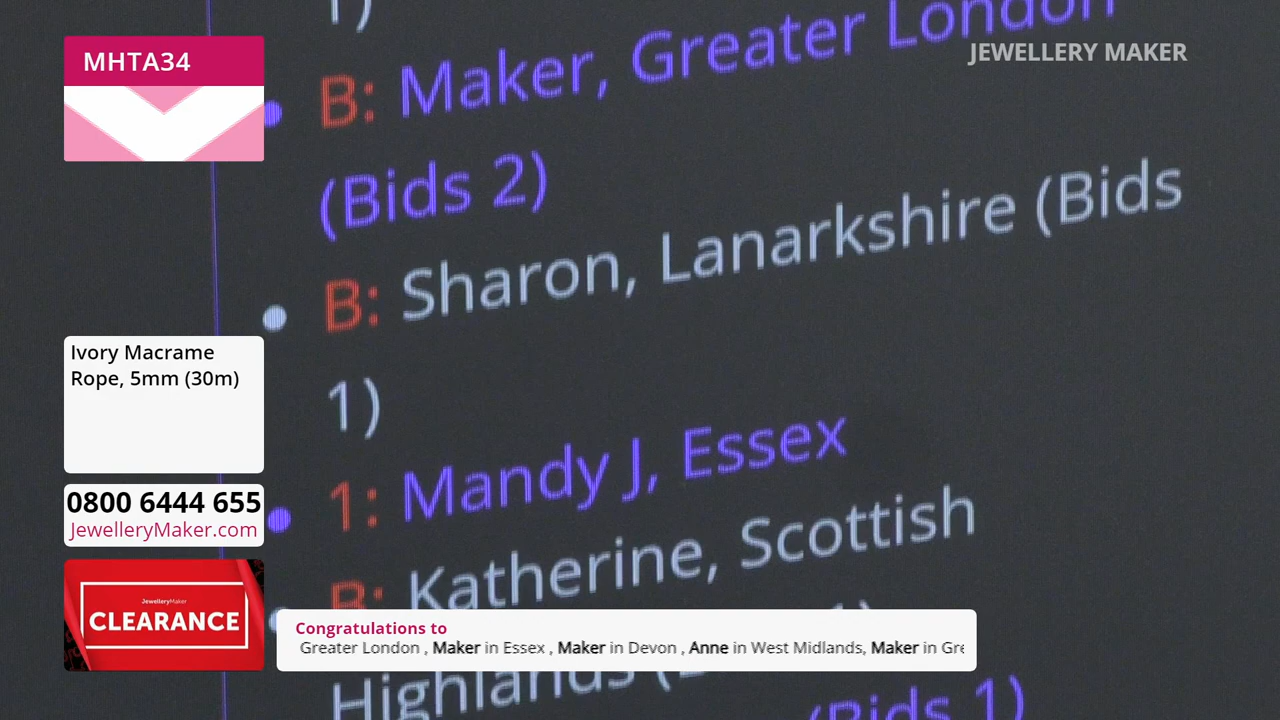 1)
MHTA34
JEWELLERY MAKER
B: Maker, Greater London
(Bids 2)
B: Sharon, Lanarkshire (Bids
1)
Ivory Macrame
Rope, 5mm (30m)
1: Mandy J, Essex
0800 6444 655
JewelleryMaker.com
B: Katherine, Scottish
JewelleryMaker
CLEARANCE
Congratulations to
Greater London , Maker in Essex , Maker in Devon , Anne in West Midlands, Maker in Gre
1)
Highlands (
(Bids 1)